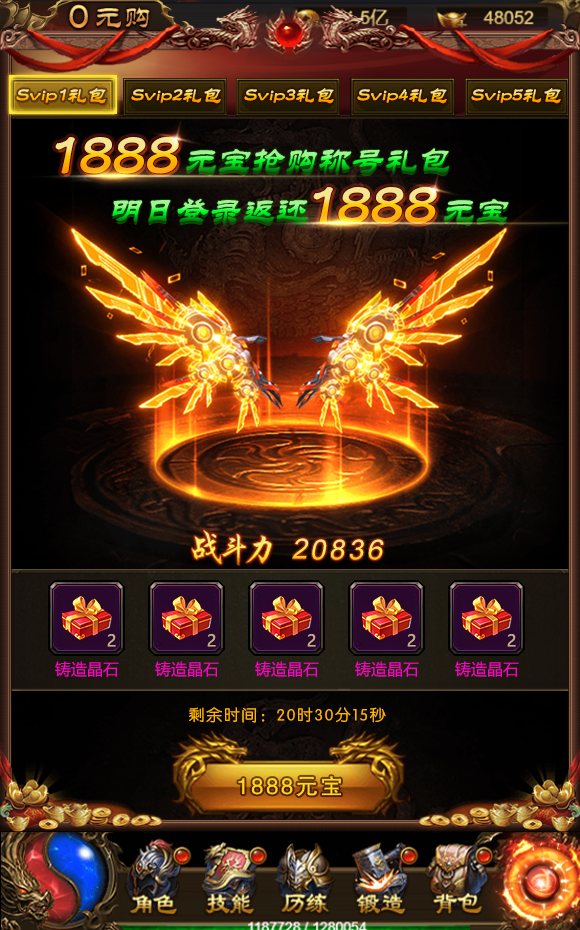 0元购
.5亿 48052
Svip1礼包 Svip2礼包 Svip3礼包 Svip4礼包 Svip5礼包
1888元宝抢购称号礼包
明日登录返还1888元宝
战斗力 20836
2 2 2 2 2
铸造晶石 铸造晶石 铸造晶石 铸造晶石 铸造晶石
剩余时间：20时30分15秒
1888元宝
角色 技能 历练 锻造 背包
1187728 / 1280054